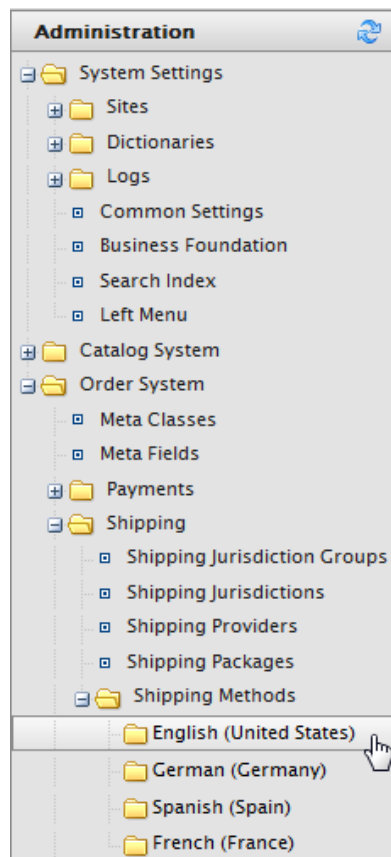 Administration
System Settings
Sites
Dictionaries
Logs
Common Settings
Business Foundation
Search Index
Left Menu
Catalog System
Order System
Meta Classes
Meta Fields
Payments
Shipping
Shipping Jurisdiction Groups
Shipping Jurisdictions
Shipping Providers
Shipping Packages
Shipping Methods
English (United States)
German (Germany)
Spanish (Spain)
French (France)